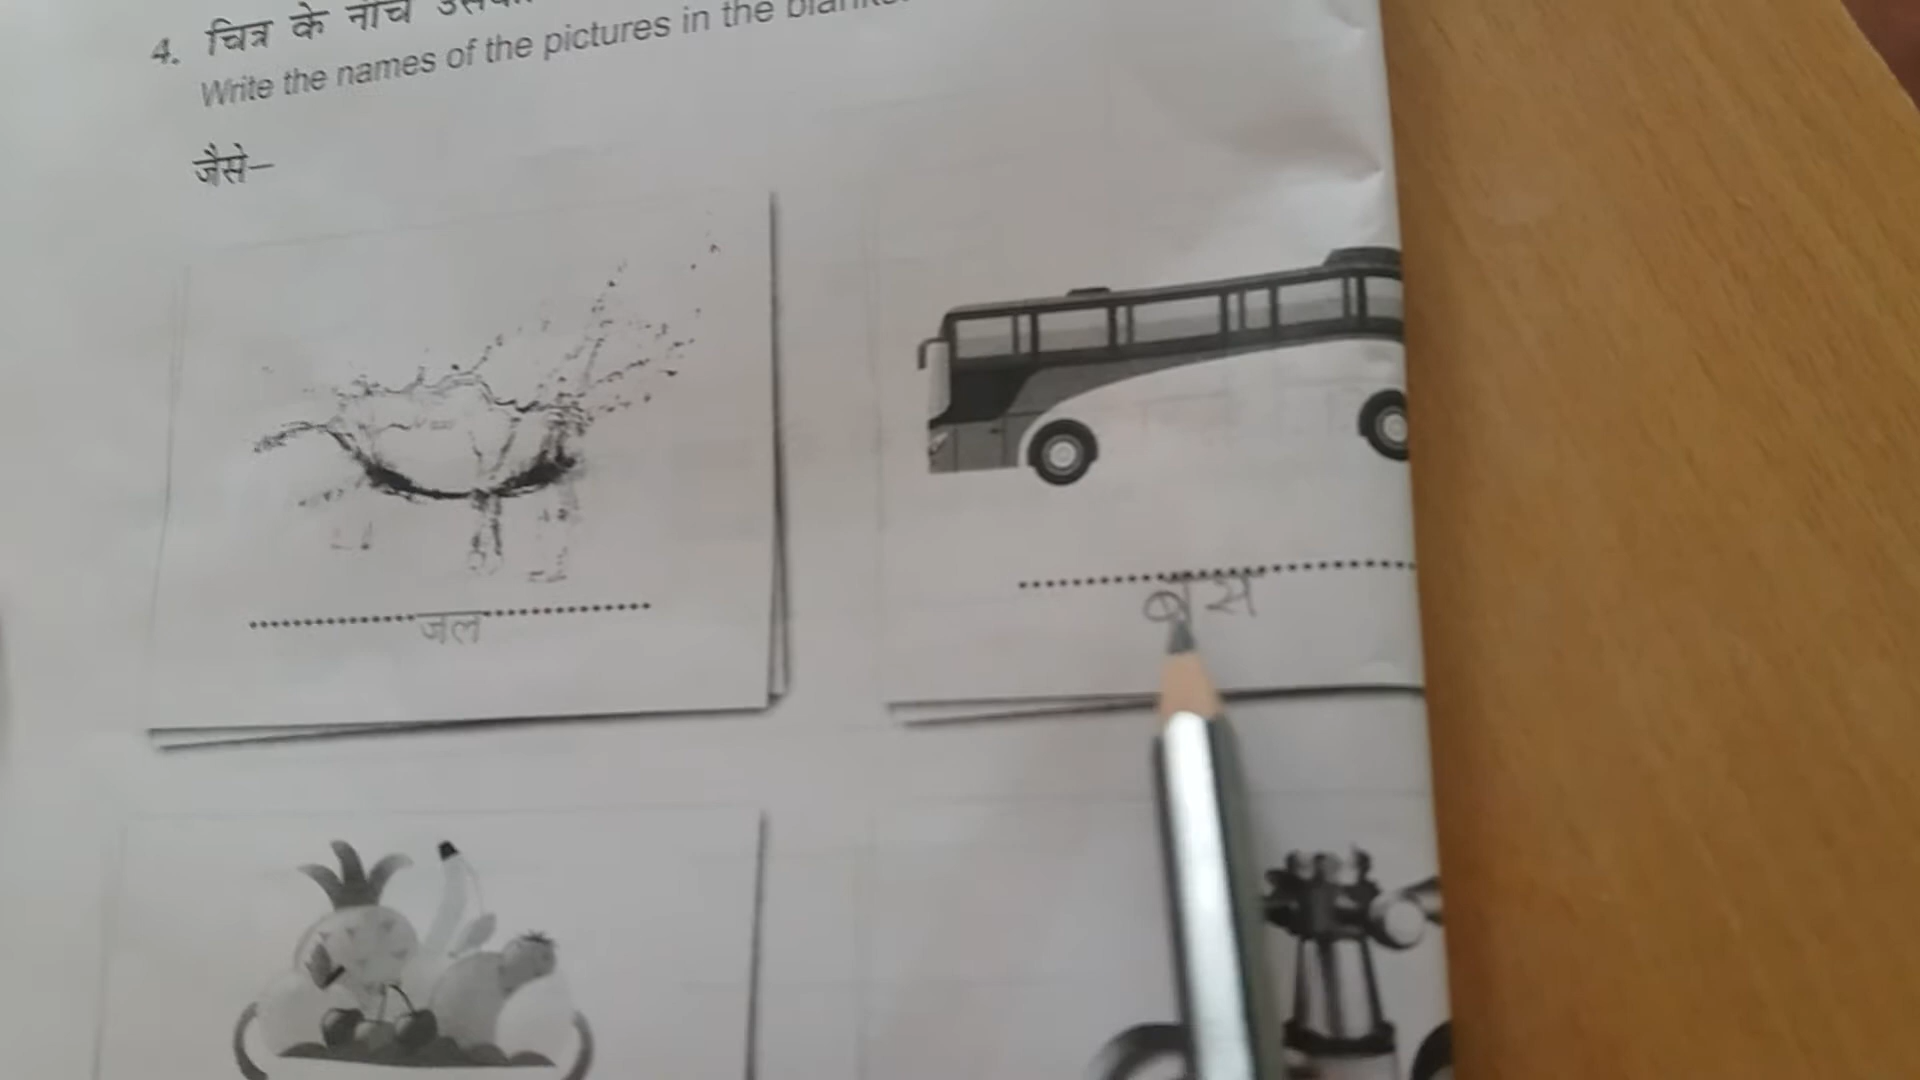 4. चित्र के नीचे
Write the names of the pictures in the
जैसे—
जल
बस